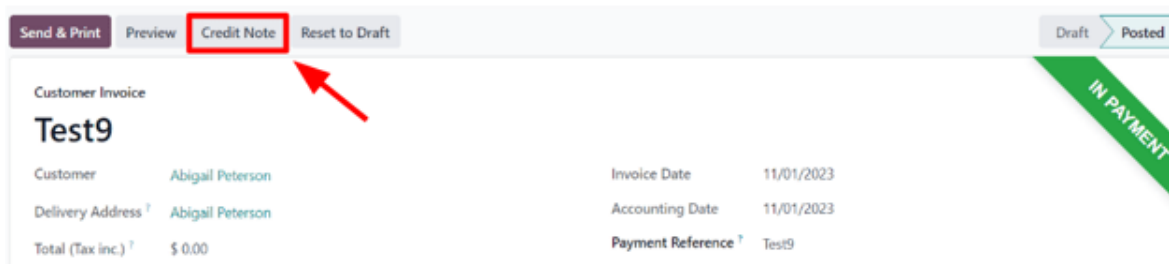 Send & Print Preview Credit Note Reset to Draft Draft Posted
IN PAYMENT
Customer Invoice
Test9
Customer Abigail Peterson Invoice Date 11/01/2023
Delivery Address ? Abigail Peterson Accounting Date 11/01/2023
Total (Tax inc.) ? $ 0.00 Payment Reference ? Test9